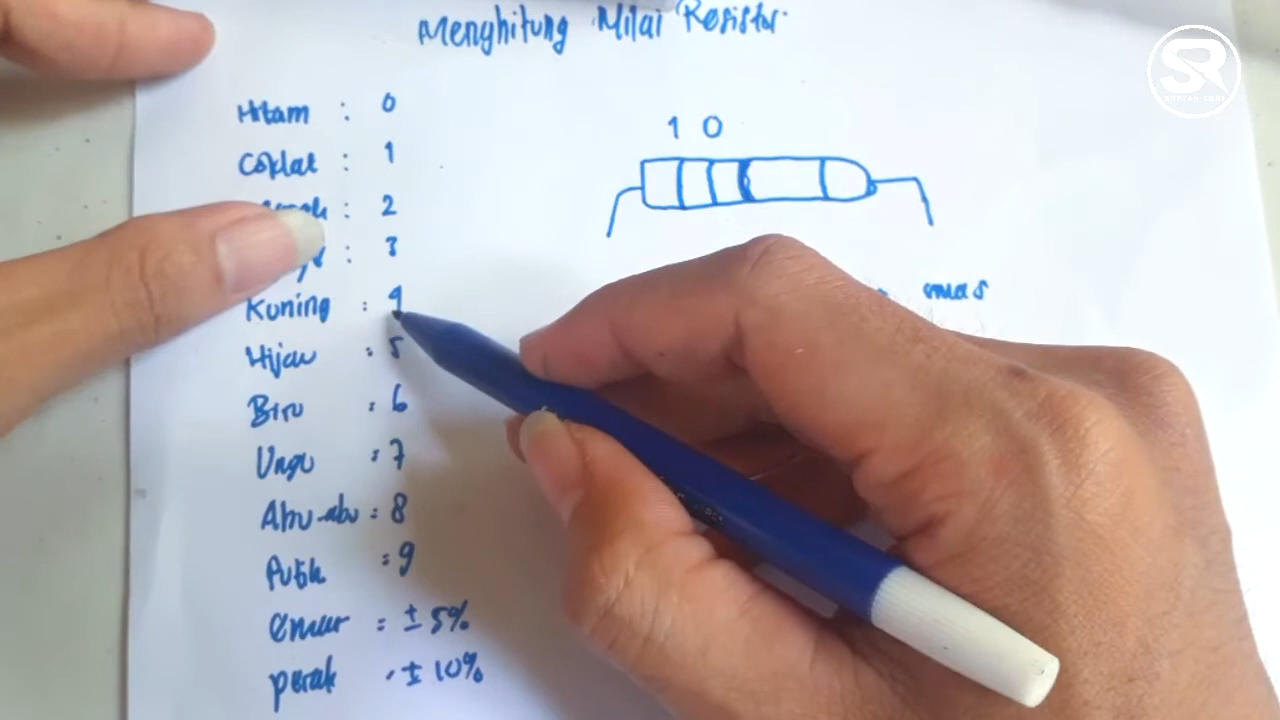 Menghitung Nilai Resistor
Hitam : 0
Coklat : 1
: 2
: 3
Kuning : 4
Hijau : 5
Biru : 6
Ungu : 7
Abu-abu : 8
Putih : 9
emas : ± 5%
perak : ± 10%
1 0
emas
SR